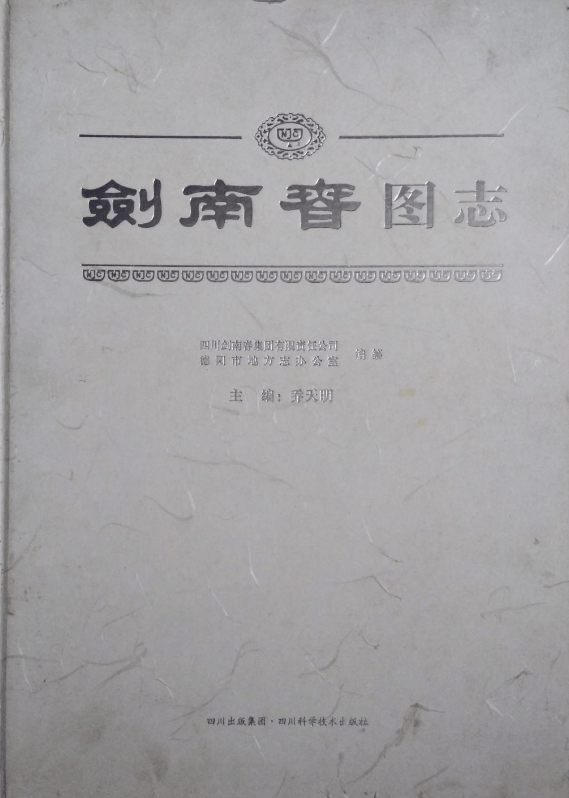 劍南春图志
四川剑南春集团有限责任公司
德阳市地方志办公室
编纂
主 编：乔天明
四川出版集团·四川科学技术出版社